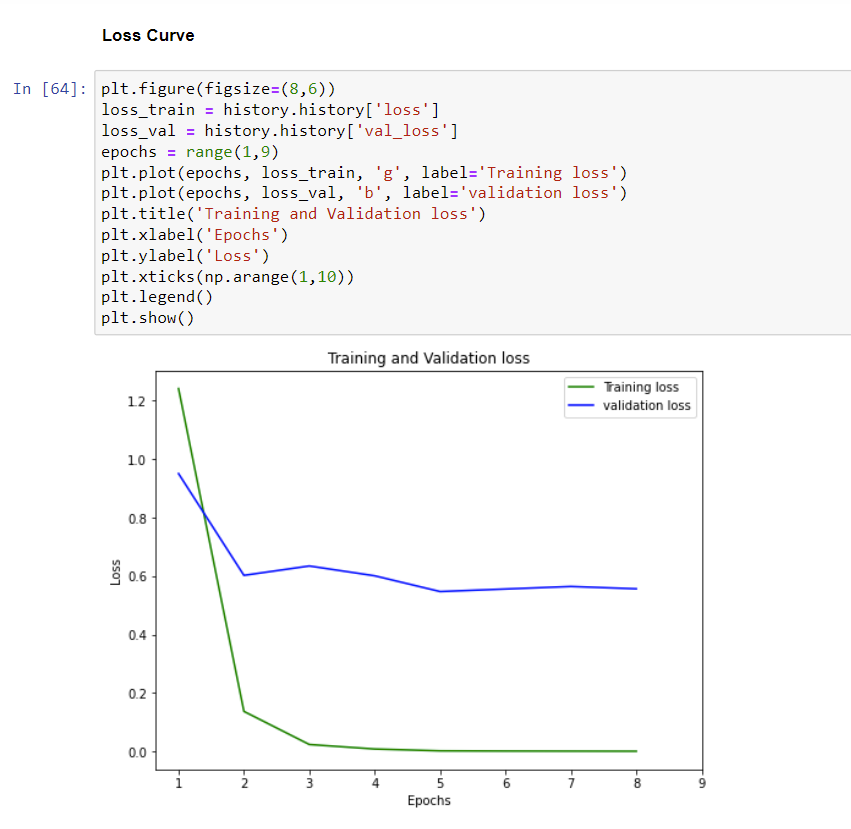 Loss Curve
In [64]:
plt.figure(figsize=(8,6))
loss_train = history.history['loss']
loss_val = history.history['val_loss']
epochs = range(1,9)
plt.plot(epochs, loss_train, 'g', label='Training loss')
plt.plot(epochs, loss_val, 'b', label='validation loss')
plt.title('Training and Validation loss')
plt.xlabel('Epochs')
plt.ylabel('Loss')
plt.xticks(np.arange(1,10))
plt.legend()
plt.show()
Training and Validation loss
Training loss
validation loss
1.2
1.0
0.8
0.6
0.4
0.2
0.0
Loss
1 2 3 4 5 6 7 8 9
Epochs